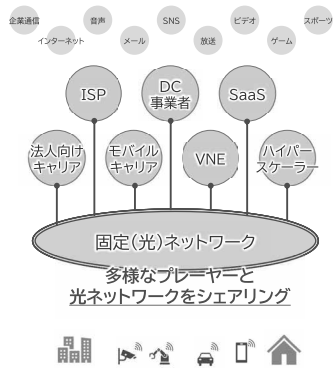 企業通信
音声
SNS
ビデオ
スポーツ
インターネット
メール
放送
ゲーム
ISP
DC
事業者
SaaS
法人向け
キャリア
モバイル
キャリア
VNE
ハイパー
スケーラー
固定(光)ネットワーク
多様なプレーヤーと
光ネットワークをシェアリング